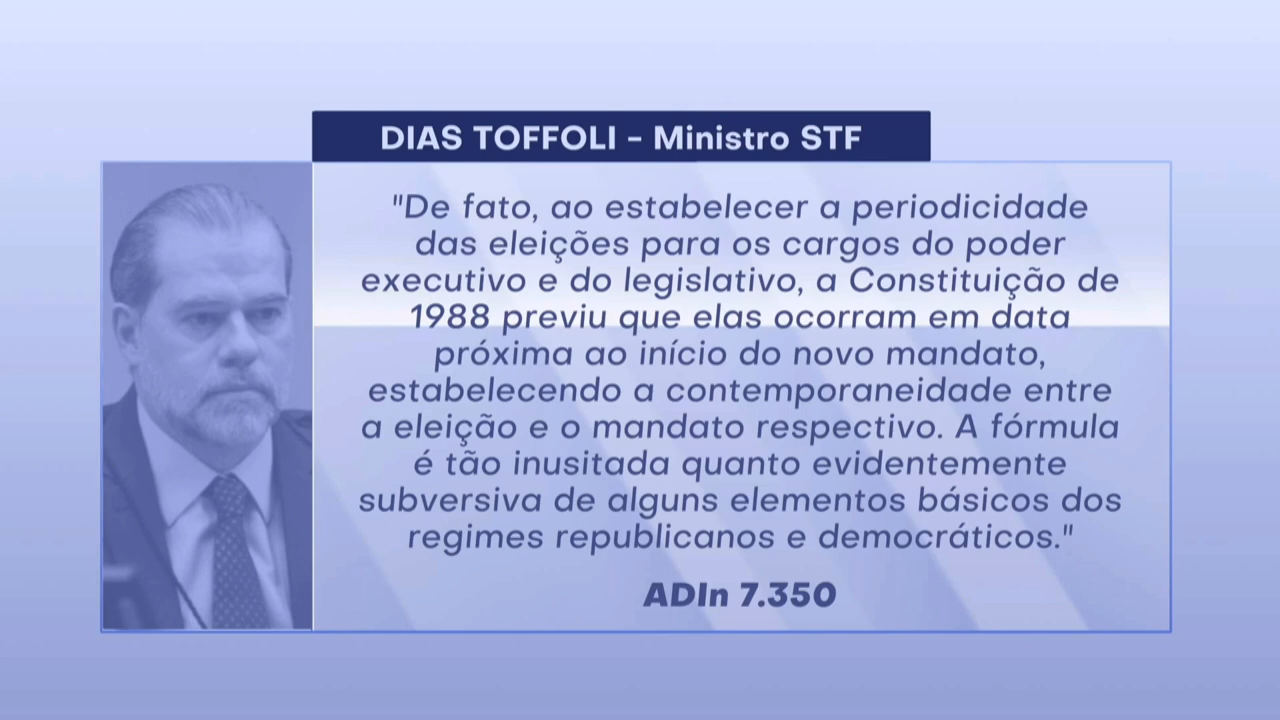 DIAS TOFFOLI - Ministro STF
"De fato, ao estabelecer a periodicidade
das eleições para os cargos do poder
executivo e do legislativo, a Constituição de
1988 previu que elas ocorram em data
próxima ao início do novo mandato,
estabelecendo a contemporaneidade entre
a eleição e o mandato respectivo. A fórmula
é tão inusitada quanto evidentemente
subversiva de alguns elementos básicos dos
regimes republicanos e democráticos."
ADIn 7.350